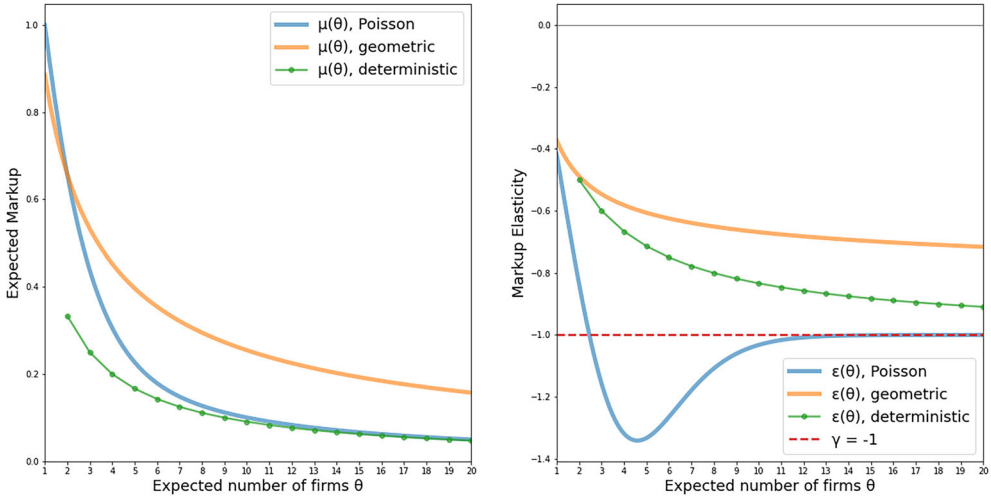 Expected Markup
1.0
0.8
0.6
0.4
0.2
0.0
μ(θ), Poisson
μ(θ), geometric
μ(θ), deterministic
1 2 3 4 5 6 7 8 9 10 11 12 13 14 15 16 17 18 19 20
Expected number of firms θ
Markup Elasticity
0.0
−0.2
−0.4
−0.6
−0.8
−1.0
−1.2
−1.4
ε(θ), Poisson
ε(θ), geometric
ε(θ), deterministic
γ = -1
1 2 3 4 5 6 7 8 9 10 11 12 13 14 15 16 17 18 19 20
Expected number of firms θ